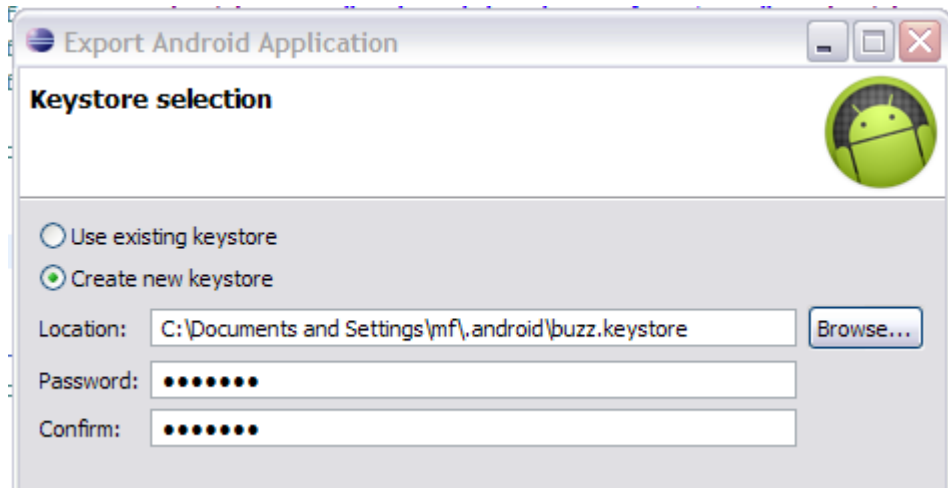 Export Android Application
Keystore selection
Use existing keystore
Create new keystore
Location: C:\Documents and Settings\mf\.android\buzz.keystore Browse...
Password: •••••••
Confirm: •••••••